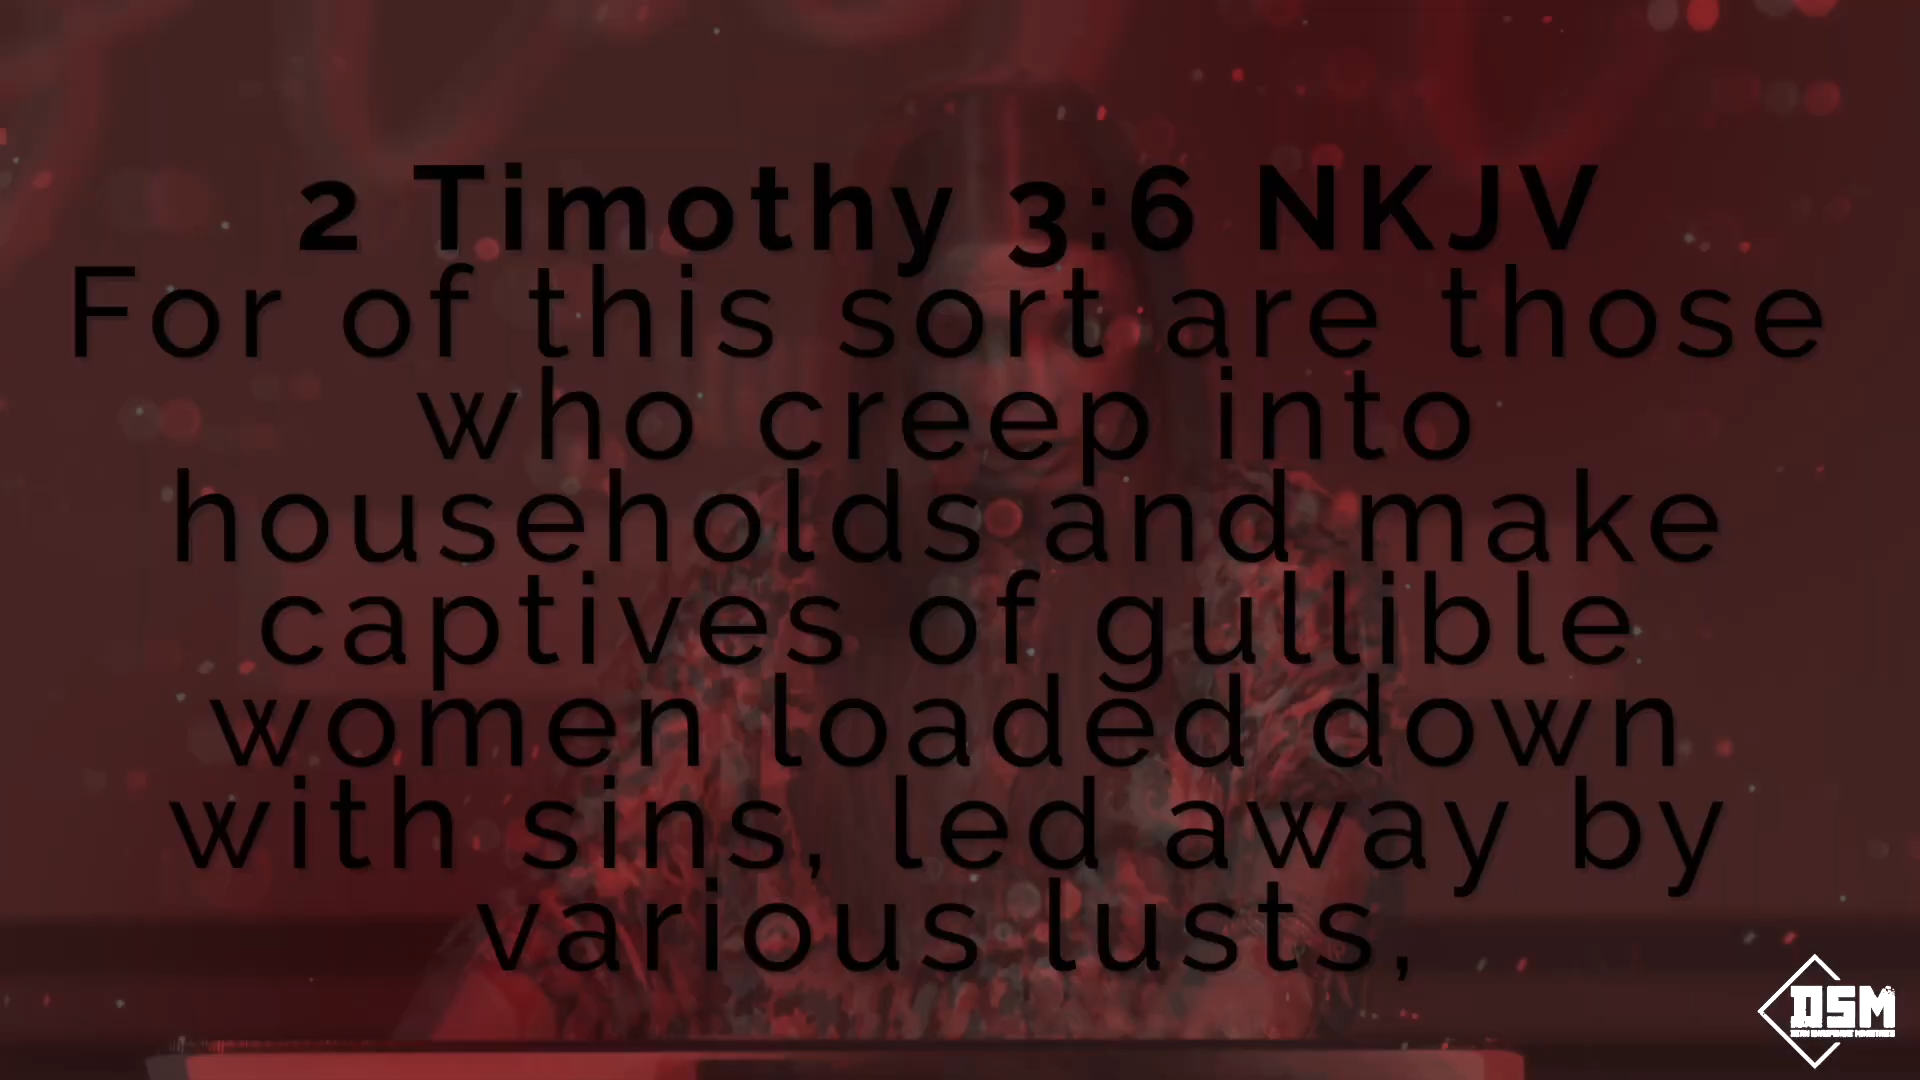 2 Timothy 3:6 NKJV
For of this sort are those
who creep into
households and make
captives of gullible
women loaded down
with sins, led away by
various lusts,
DSM